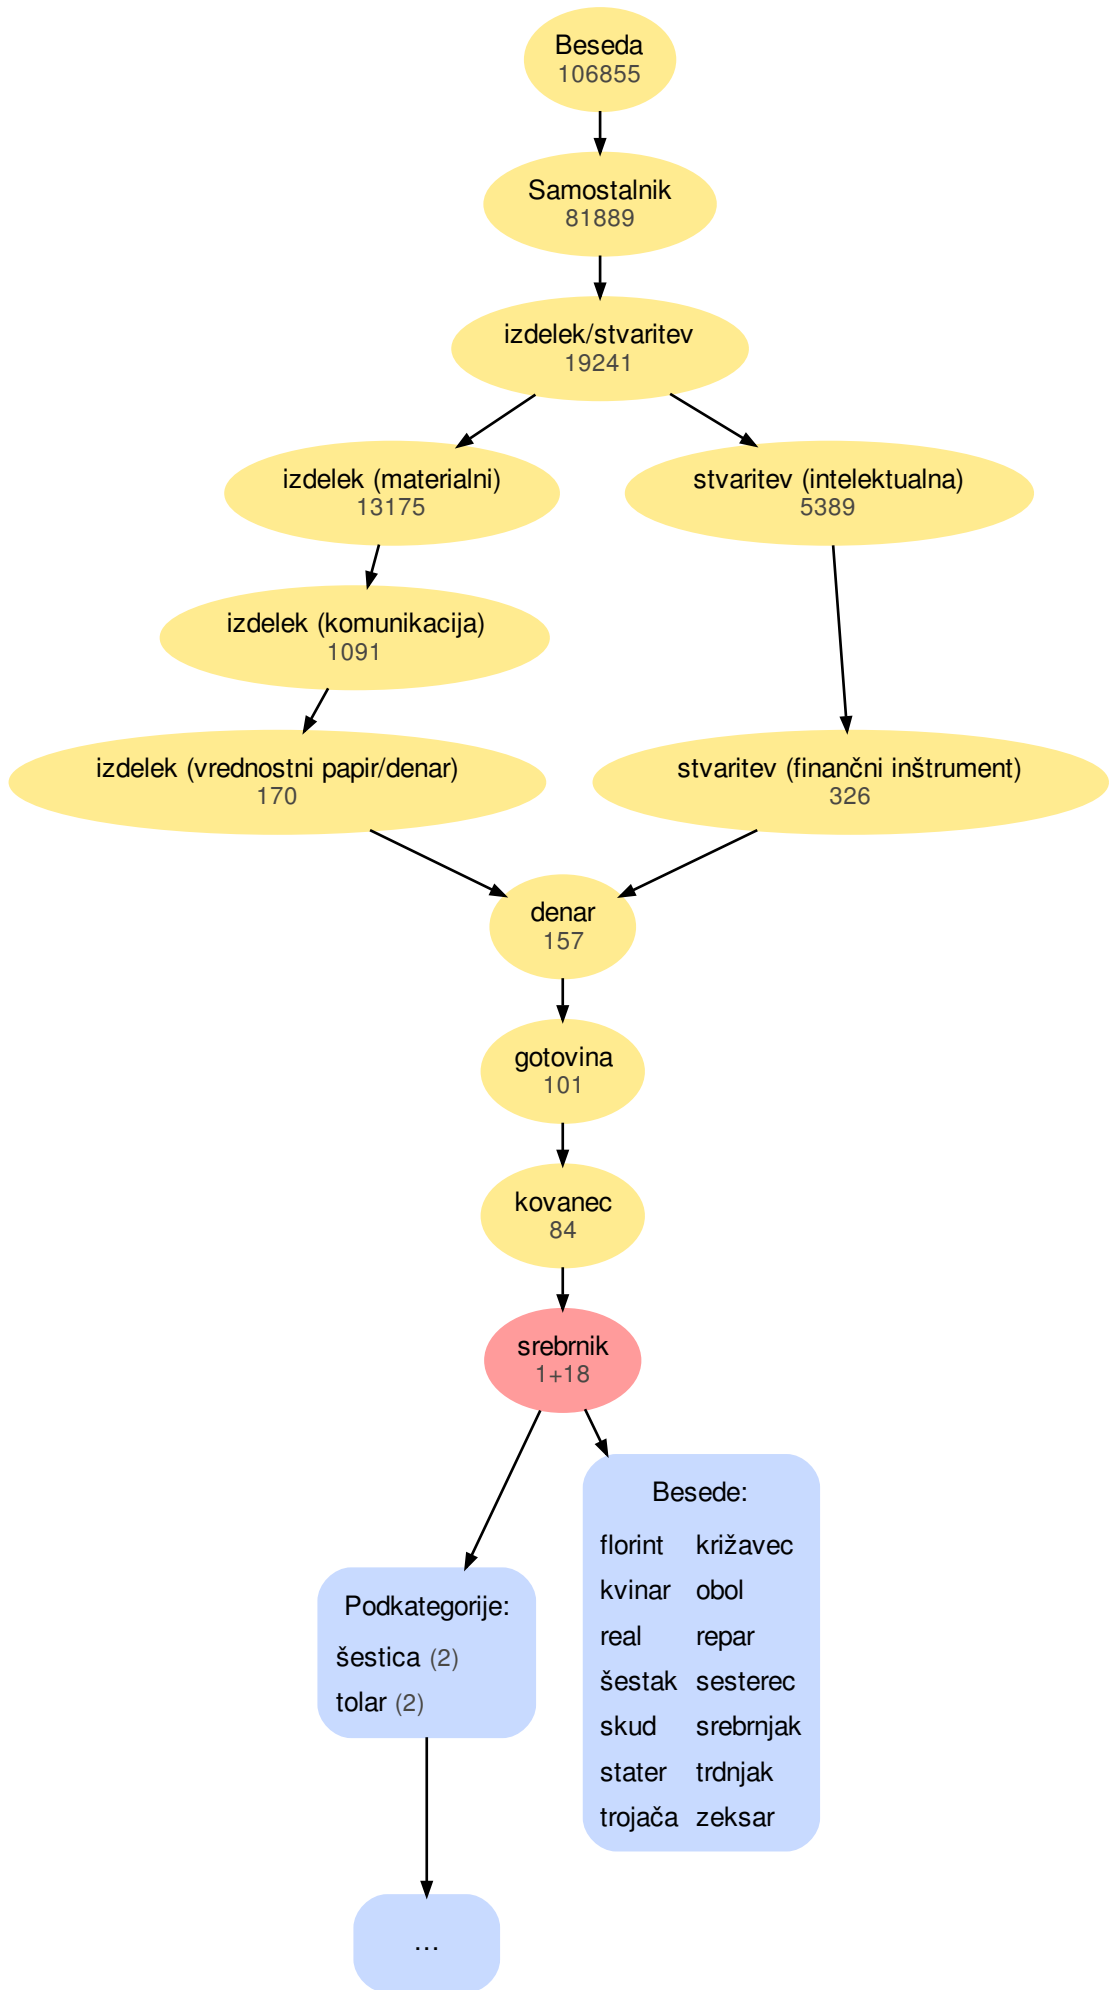 Beseda
106855
Samostalnik
81889
izdelek/stvaritev
19241
izdelek (materialni)
13175
stvaritev (intelektualna)
5389
izdelek (komunikacija)
1091
izdelek (vrednostni papir/denar)
170
stvaritev (finančni inštrument)
326
denar
157
gotovina
101
kovanec
84
srebrnik
1+18
Besede:
florint križavec
kvinar obol
real repar
šestak sesterec
skud srebrnjak
stater trdnjak
trojača zeksar
Podkategorije:
šestica (2)
tolar (2)
...